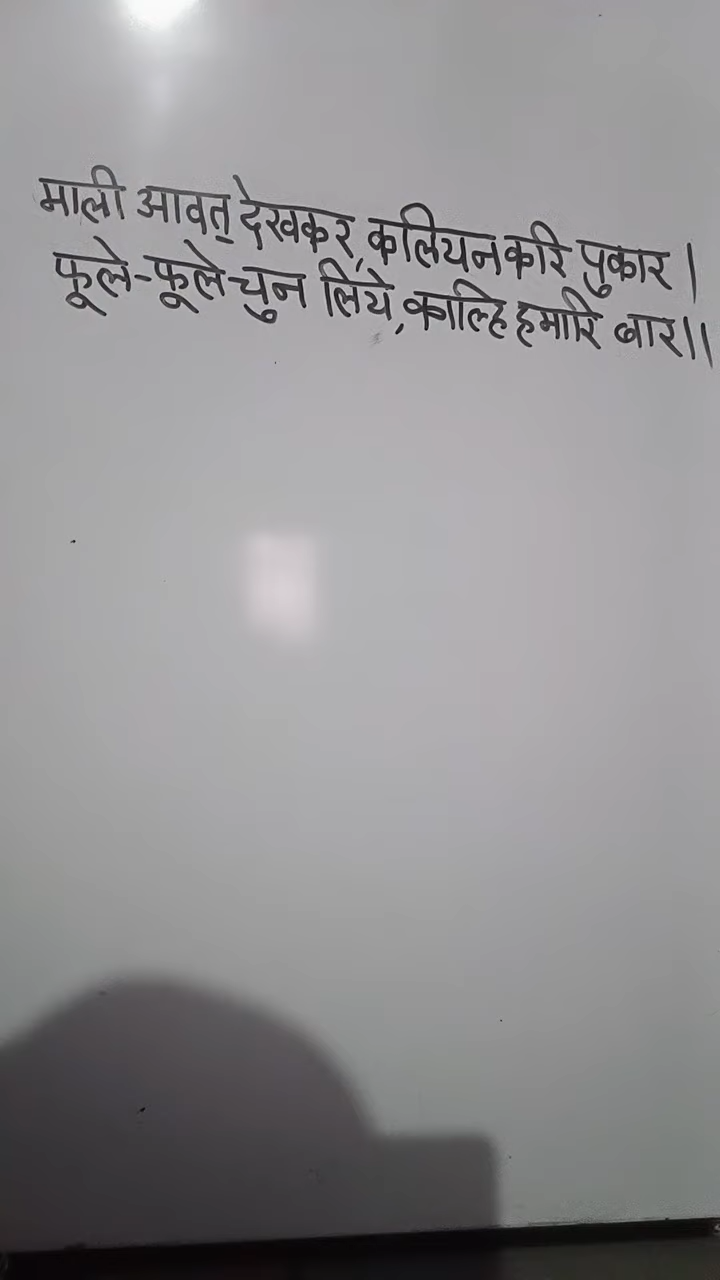 माली आवत देखकर, कलियन करि पुकार।
फूले-फूले चुन लिये, काल्हि हमारि बार॥